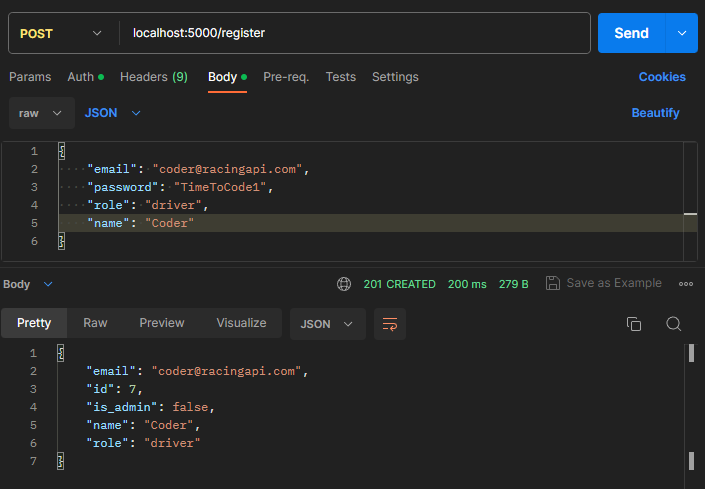 POST localhost:5000/register Send
Params Auth Headers (9) Body Pre-req. Tests Settings Cookies
raw JSON Beautify
1 {
2 "email": "coder@racingapi.com",
3 "password": "TimeToCode1",
4 "role": "driver",
5 "name": "Coder"
6 }
Body 201 CREATED 200 ms 279 B Save as Example
Pretty Raw Preview Visualize JSON
1 {
2 "email": "coder@racingapi.com",
3 "id": 7,
4 "is_admin": false,
5 "name": "Coder",
6 "role": "driver"
7 }